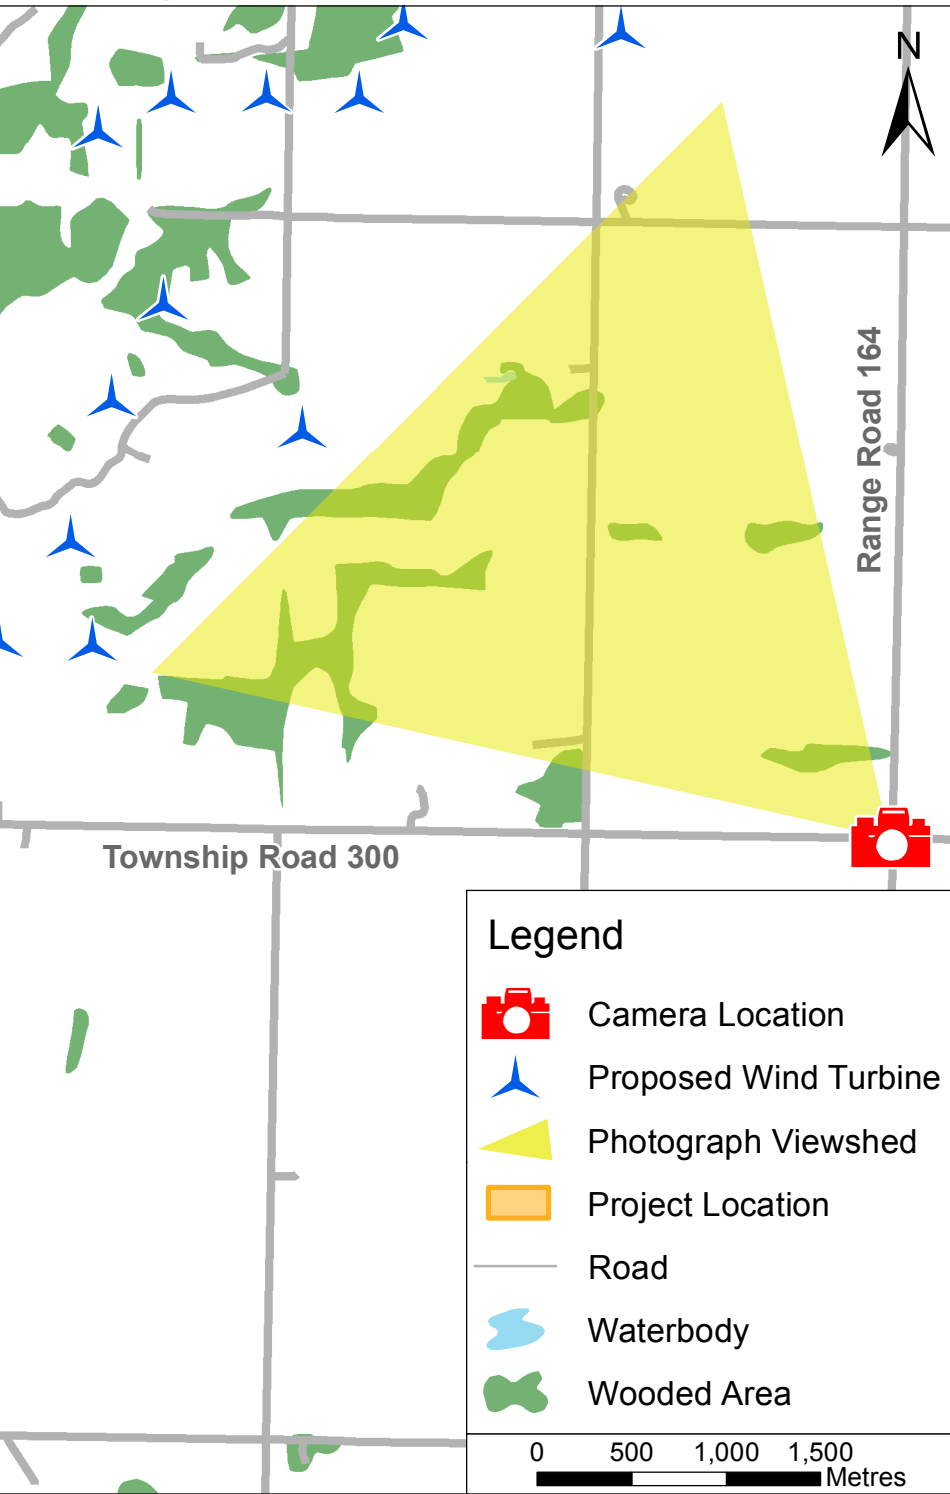 N
Range Road 164
Township Road 300
Legend
Camera Location
Proposed Wind Turbine
Photograph Viewshed
Project Location
Road
Waterbody
Wooded Area
0 500 1,000 1,500
Metres